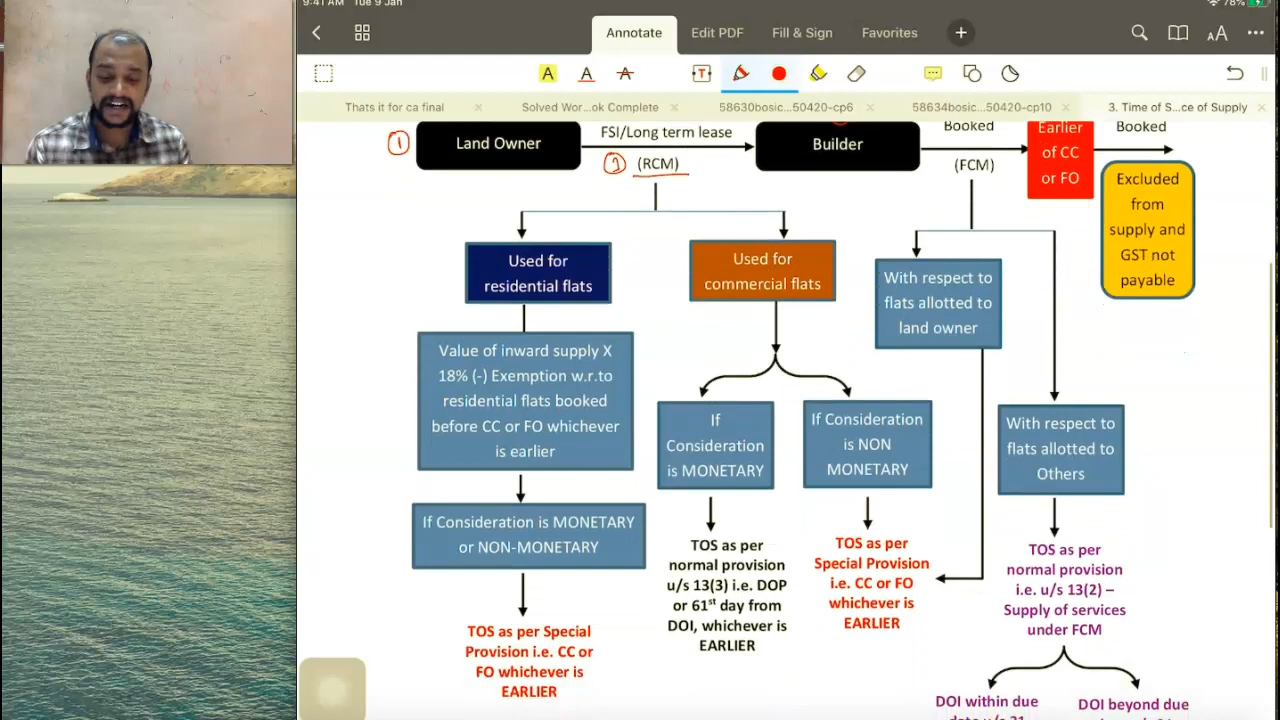 9:41 AM Tue 9 Jan
78%
Annotate
Edit PDF
Fill & Sign
Favorites
Thats it for ca final
Solved Wor...ok Complete
58630bosic...50420-cp6
58634bosic...50420-cp10
3. Time of S...ce of Supply
① Land Owner
FSI/Long term lease
② (RCM)
Builder
Booked
(FCM)
Earlier
of CC
or FO
Booked
Excluded
from
supply and
GST not
payable
Used for
residential flats
Used for
commercial flats
With respect to
flats allotted to
land owner
Value of inward supply X
18% (-) Exemption w.r.to
residential flats booked
before CC or FO whichever
is earlier
If
Consideration
is MONETARY
If Consideration
is NON
MONETARY
With respect to
flats allotted to
Others
If Consideration is MONETARY
or NON-MONETARY
TOS as per
normal provision
u/s 13(3) i.e. DOP
or 61st day from
DOI, whichever is
EARLIER
TOS as per
Special Provision
i.e. CC or FO
whichever is
EARLIER
TOS as per
normal provision
i.e. u/s 13(2) –
Supply of services
under FCM
TOS as per Special
Provision i.e. CC or
FO whichever is
EARLIER
DOI within due
DOI beyond due